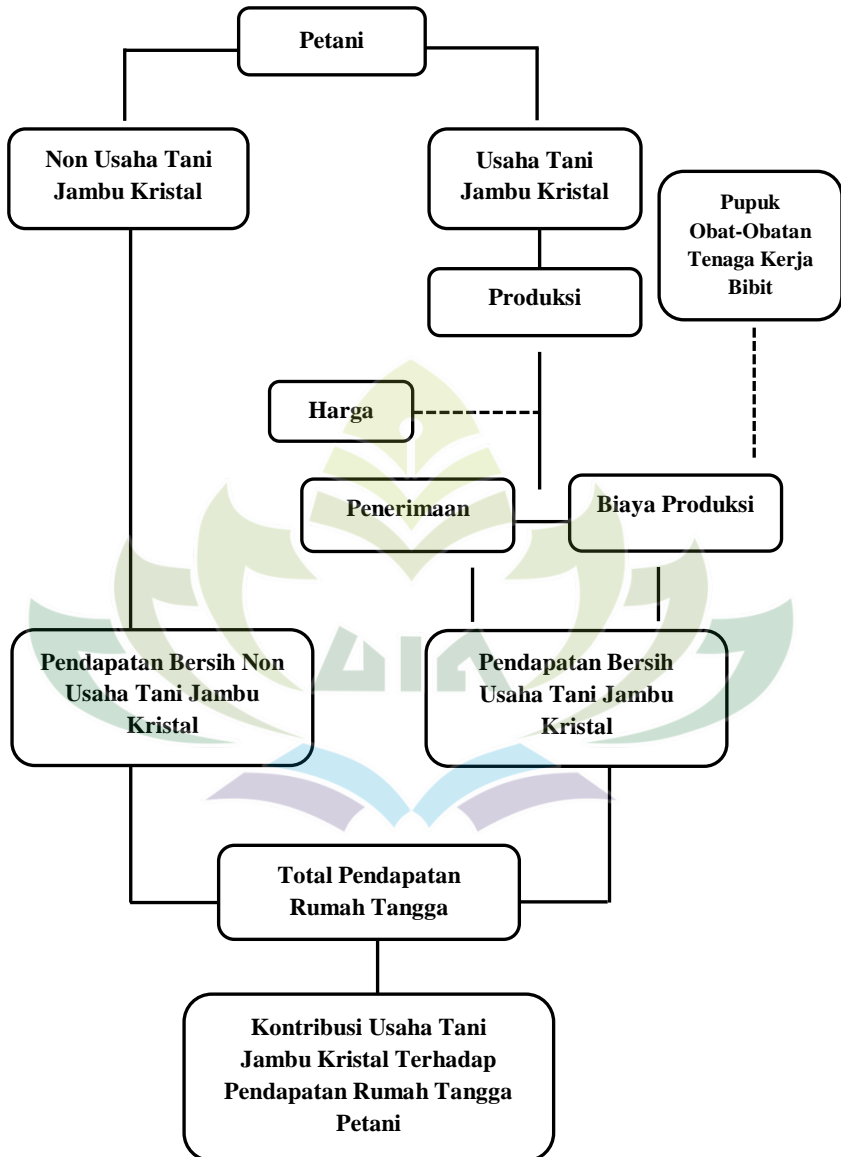 Petani
Non Usaha Tani
Jambu Kristal
Usaha Tani
Jambu Kristal
Pupuk
Obat-Obatan
Tenaga Kerja
Bibit
Produksi
Harga
Penerimaan
Biaya Produksi
Pendapatan Bersih Non
Usaha Tani Jambu
Kristal
Pendapatan Bersih
Usaha Tani Jambu
Kristal
Total Pendapatan
Rumah Tangga
Kontribusi Usaha Tani
Jambu Kristal Terhadap
Pendapatan Rumah Tangga
Petani